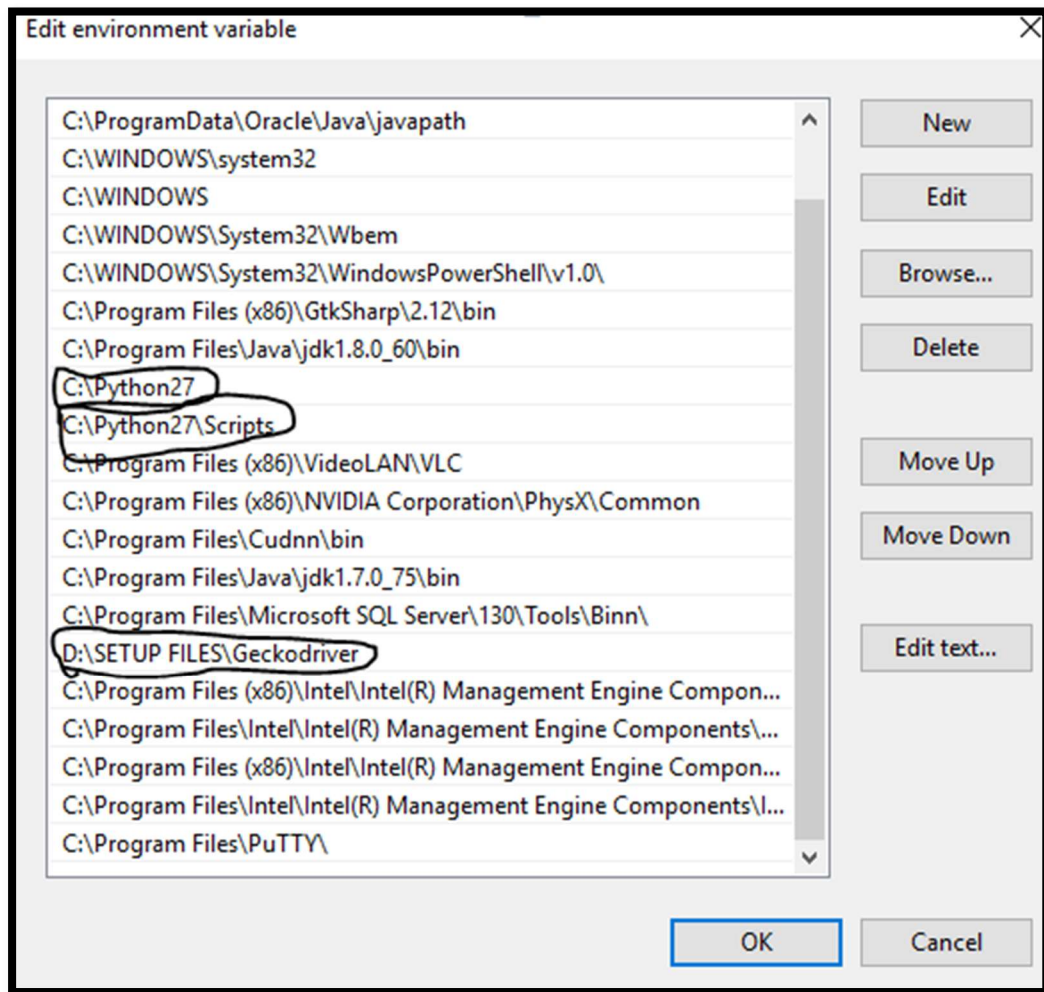 Edit environment variable
C:\ProgramData\Oracle\Java\javapath
New
C:\WINDOWS\system32
C:\WINDOWS
Edit
C:\WINDOWS\System32\Wbem
C:\WINDOWS\System32\WindowsPowerShell\v1.0\
Browse...
C:\Program Files (x86)\GtkSharp\2.12\bin
C:\Program Files\Java\jdk1.8.0_60\bin
Delete
C:\Python27
C:\Python27\Scripts
C:\Program Files (x86)\VideoLAN\VLC
Move Up
C:\Program Files (x86)\NVIDIA Corporation\PhysX\Common
C:\Program Files\Cudnn\bin
Move Down
C:\Program Files\Java\jdk1.7.0_75\bin
C:\Program Files\Microsoft SQL Server\130\Tools\Binn\
D:\SETUP FILES\Geckodriver
Edit text...
C:\Program Files (x86)\Intel\Intel(R) Management Engine Compon...
C:\Program Files\Intel\Intel(R) Management Engine Components\...
C:\Program Files (x86)\Intel\Intel(R) Management Engine Compon...
C:\Program Files\Intel\Intel(R) Management Engine Components\I...
C:\Program Files\PuTTY\
OK
Cancel